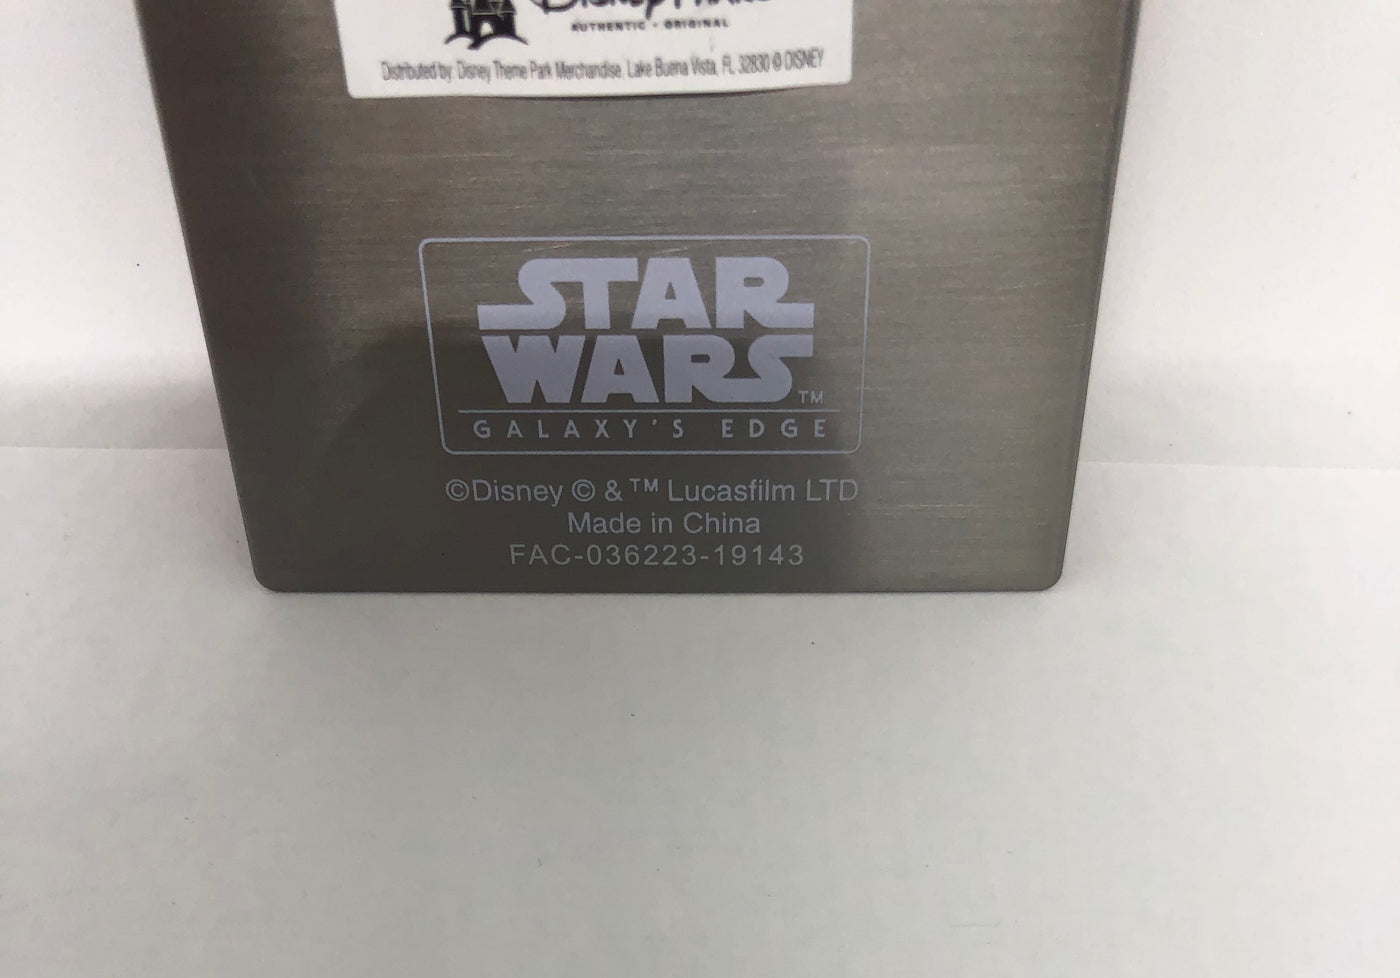 AUTHENTIC • ORIGINAL
Distributed by: Disney Theme Park Merchandise, Lake Buena Vista, FL 32830 © DISNEY
STAR
WARS™
GALAXY'S EDGE
©Disney © & ™ Lucasfilm LTD
Made in China
FAC-036223-19143